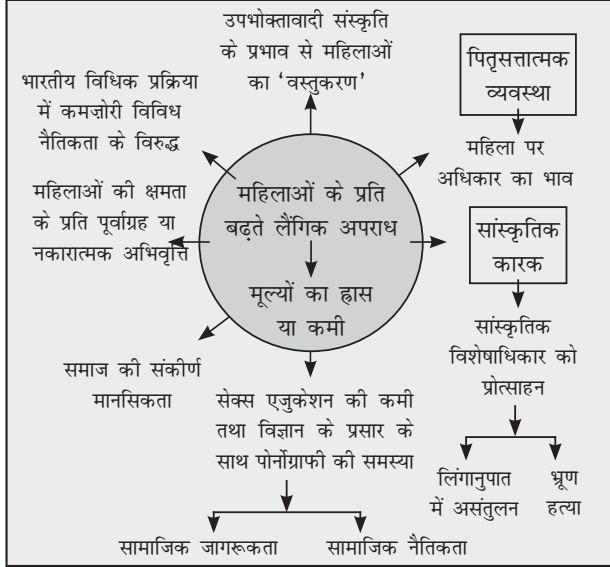 उपभोक्तावादी संस्कृति
के प्रभाव से महिलाओं
का ‘वस्तुकरण’
पितृसत्तात्मक
व्यवस्था
महिला पर
अधिकार का भाव
भारतीय विधिक प्रक्रिया
में कमज़ोरी विविध
नैतिकता के विरुद्ध
महिलाओं की क्षमता
के प्रति पूर्वाग्रह या
नकारात्मक अभिवृत्ति
महिलाओं के प्रति
बढ़ते लैंगिक अपराध
मूल्यों का ह्रास
या कमी
सांस्कृतिक
कारक
सांस्कृतिक
विशेषाधिकार को
प्रोत्साहन
लिंगानुपात
में असंतुलन
भ्रूण
हत्या
समाज की संकीर्ण
मानसिकता
सेक्स एजुकेशन की कमी
तथा विज्ञान के प्रसार के
साथ पोर्नोग्राफी की समस्या
सामाजिक जागरूकता
सामाजिक नैतिकता